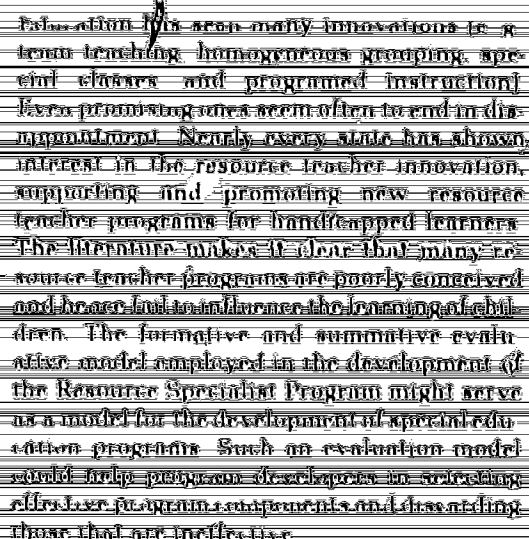 Education has seen many innovations (e g
team teaching homogeneous grouping, spe-
cial classes and programed instruction)
Even promising ones seem often to end in dis-
appointment Nearly every state has shown
interest in the resource teacher innovation,
supporting and promoting new resource
teacher programs for handicapped learners
The literature makes it clear that many re-
source teacher programs are poorly conceived
and hence fail to influence the learning of chil
dren. The formative and summative evalu
ative model employed in the development of
the Resource Specialist Program might serve
as a model for the development of special edu
cation programs Such an evaluation model
could help program developers in selecting
effective program components and discarding
those that are ineffective